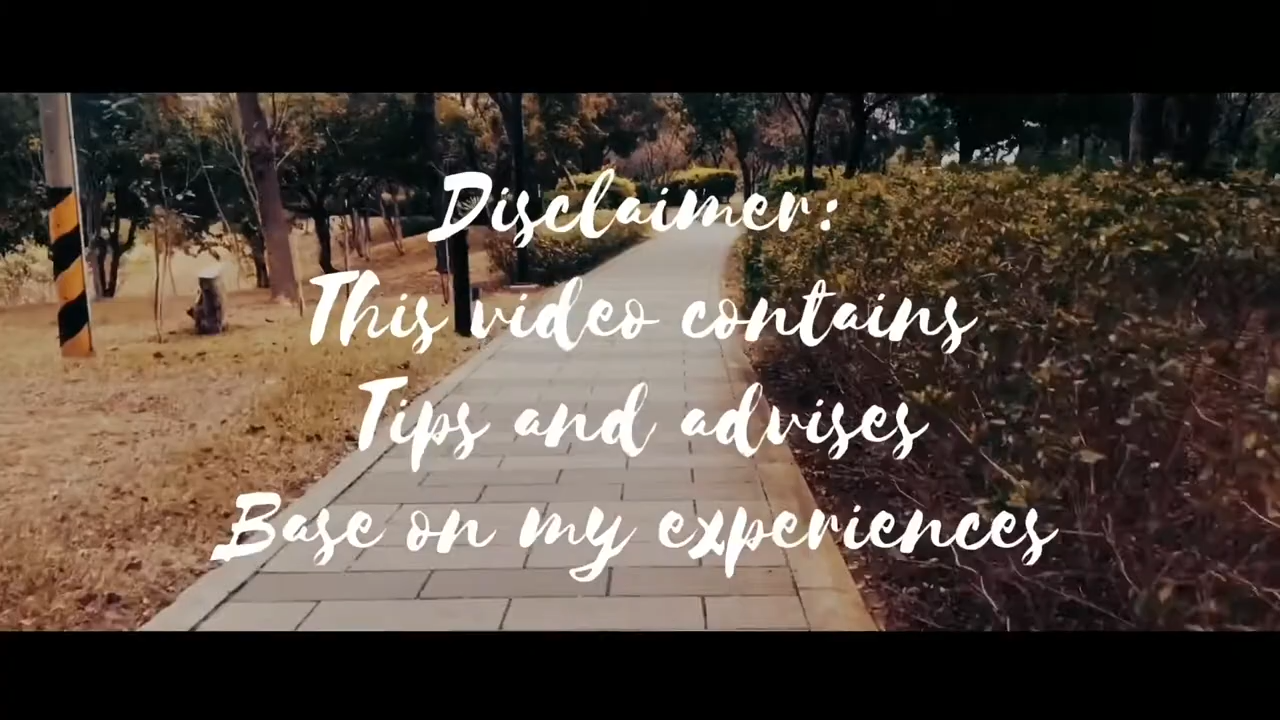 Disclaimer:
This video contains
Tips and advises
Base on my experiences